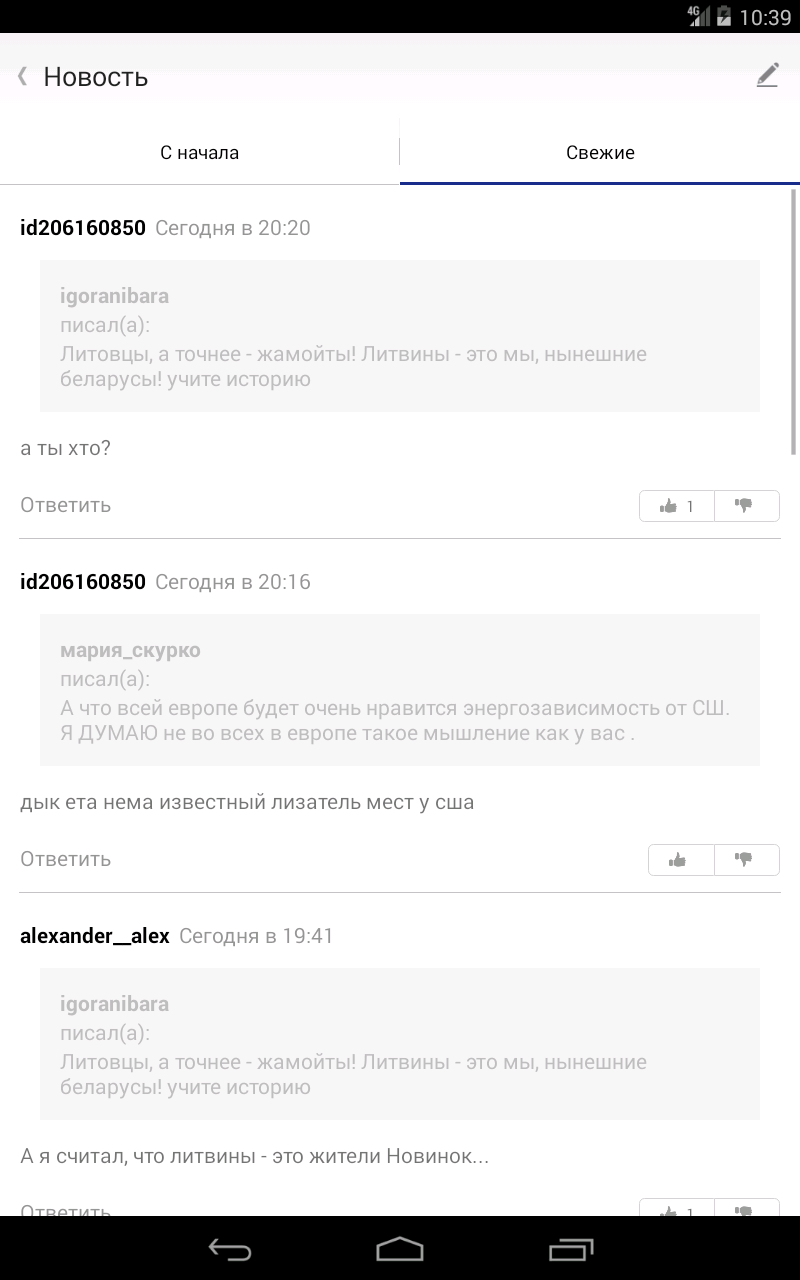 4G 10:39
Новость
С начала
Свежие
id206160850 Сегодня в 20:20
igoranibara
писал(а):
Литовцы, а точнее - жамойты! Литвины - это мы, нынешние
беларусы! учите историю
а ты хто?
Ответить 1
id206160850 Сегодня в 20:16
мария_скурко
писал(а):
А что всей европе будет очень нравится энергозависимость от СШ.
Я ДУМАЮ не во всех в европе такое мышление как у вас .
дык ета нема известный лизатель мест у сша
Ответить
alexander__alex Сегодня в 19:41
igoranibara
писал(а):
Литовцы, а точнее - жамойты! Литвины - это мы, нынешние
беларусы! учите историю
А я считал, что литвины - это жители Новинок...
Ответить 1